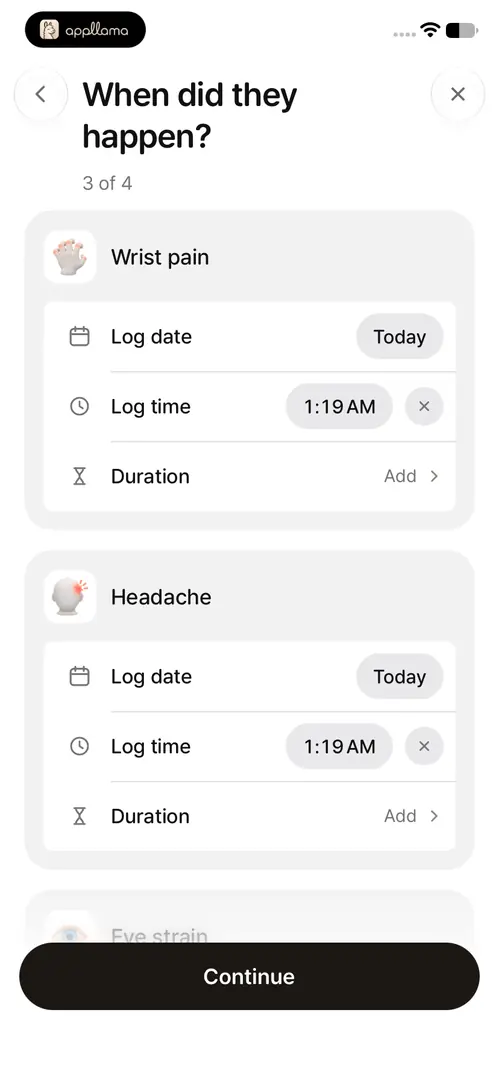 appllama
When did they
happen?
3 of 4
Wrist pain
Log date
Today
Log time
1:19 AM
Duration
Add
Headache
Log date
Today
Log time
1:19 AM
Duration
Add
Eye strain
Continue